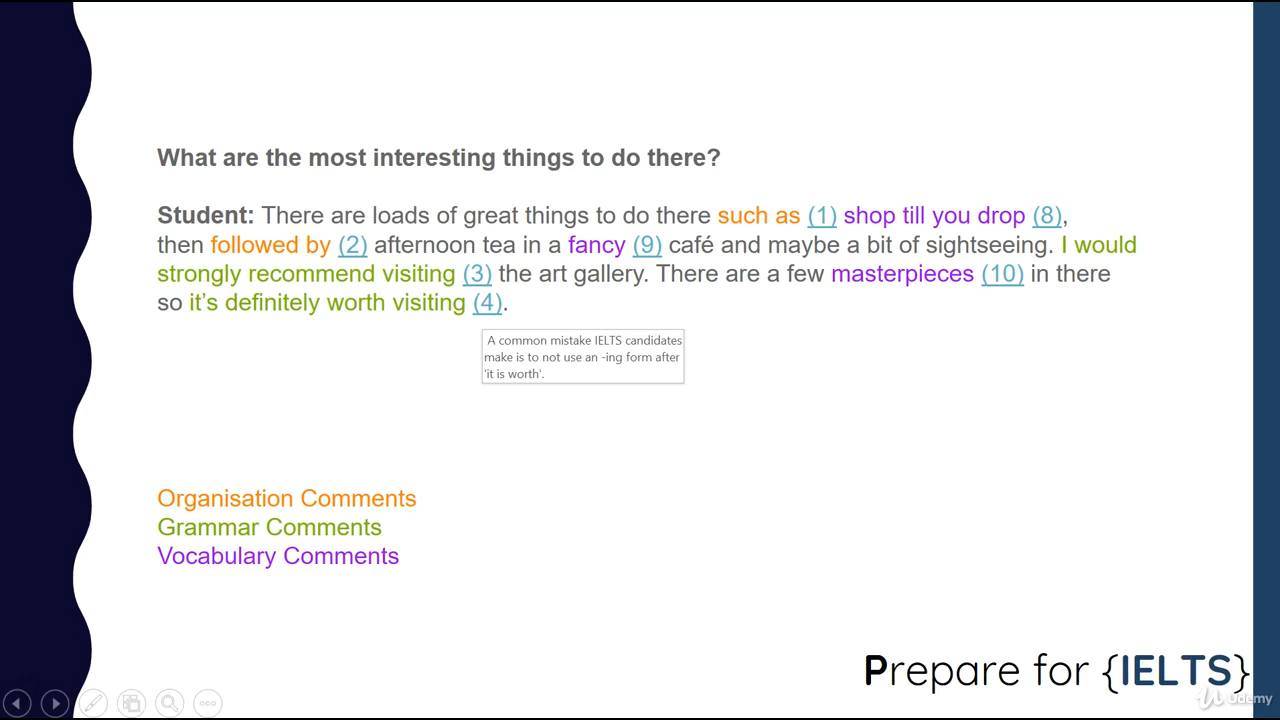 What are the most interesting things to do there?
Student: There are loads of great things to do there such as (1) shop till you drop (8),
then followed by (2) afternoon tea in a fancy (9) café and maybe a bit of sightseeing. I would
strongly recommend visiting (3) the art gallery. There are a few masterpieces (10) in there
so it’s definitely worth visiting (4).
A common mistake IELTS candidates
make is to not use an -ing form after
'it is worth'.
Organisation Comments
Grammar Comments
Vocabulary Comments
Prepare for {IELTS}
Udemy